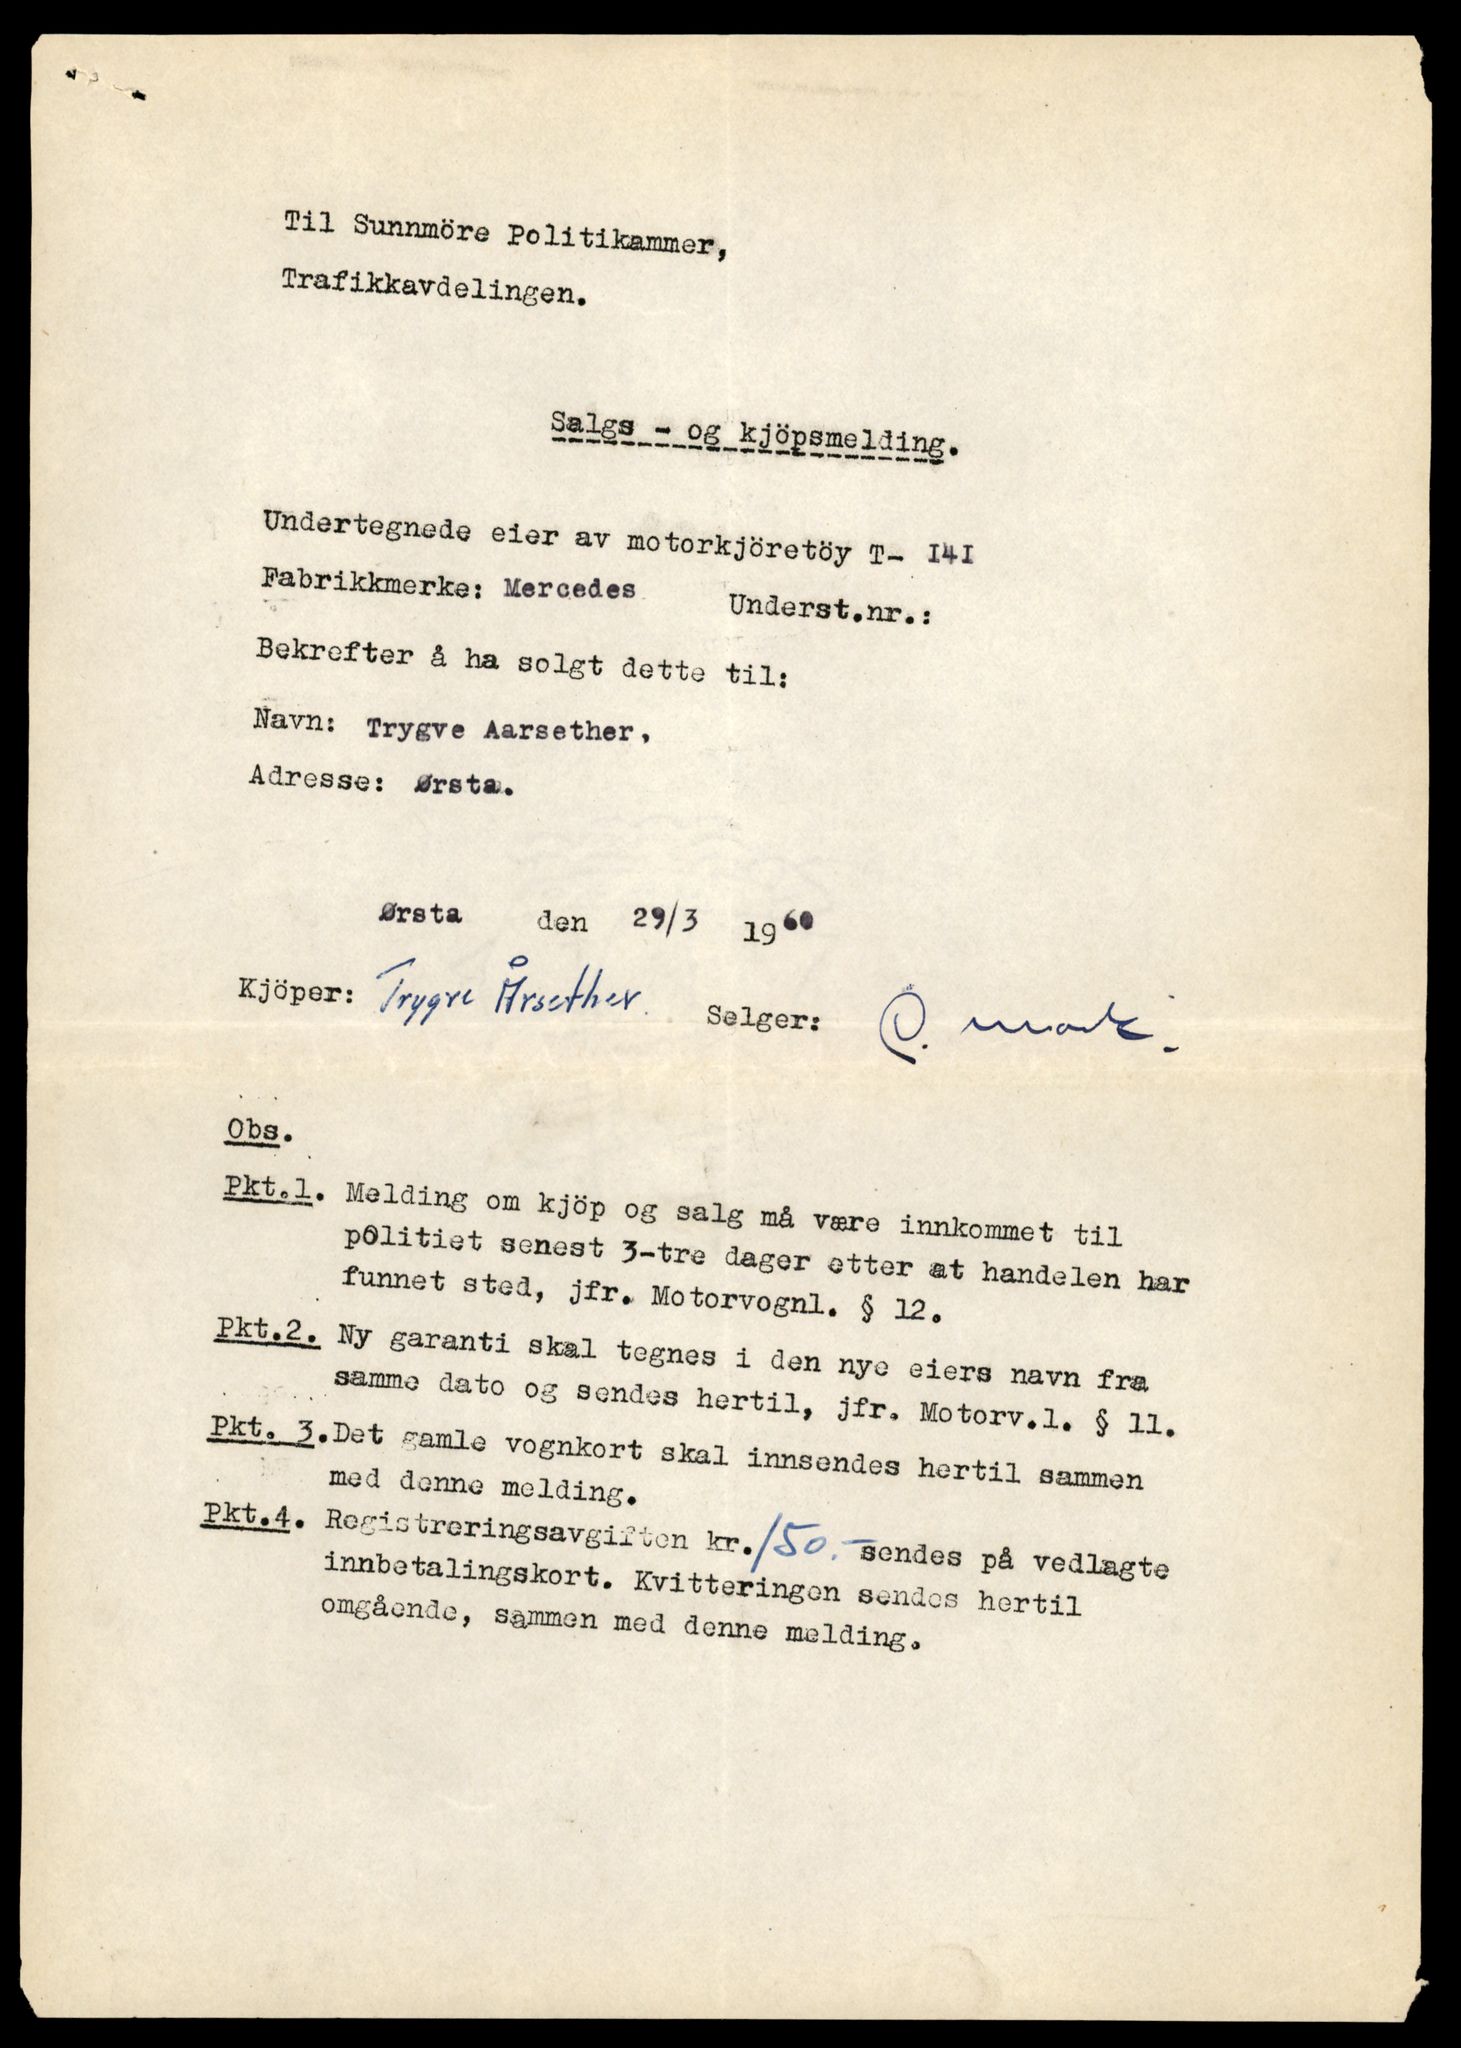 Til Sunnmöre Politikammer,
Trafikkavdelingen.
Salgs - og kjöpsmelding.
Undertegnede eier av motorkjöretöy T- 141
Fabrikkmerke: Mercedes Underst.nr.:
Bekrefter å ha solgt dette til:
Navn: Trygve Aarsether,
Adresse: Ørsta.
Ørsta den 29/3 1960
Kjöper: Trygve Årsether. Selger:
Obs.
Pkt.1. Melding om kjöp og salg må være innkommet til
politiet senest 3-tre dager etter at handelen har
funnet sted, jfr. Motorvognl. § 12.
Pkt.2. Ny garanti skal tegnes i den nye eiers navn fra
samme dato og sendes hertil, jfr. Motorv.l. § 11.
Pkt. 3. Det gamle vognkort skal innsendes hertil sammen
med denne melding.
Pkt.4. Registreringsavgiften kr. 150.- sendes på vedlagte
innbetalingskort. Kvitteringen sendes hertil
omgående, sammen med denne melding.